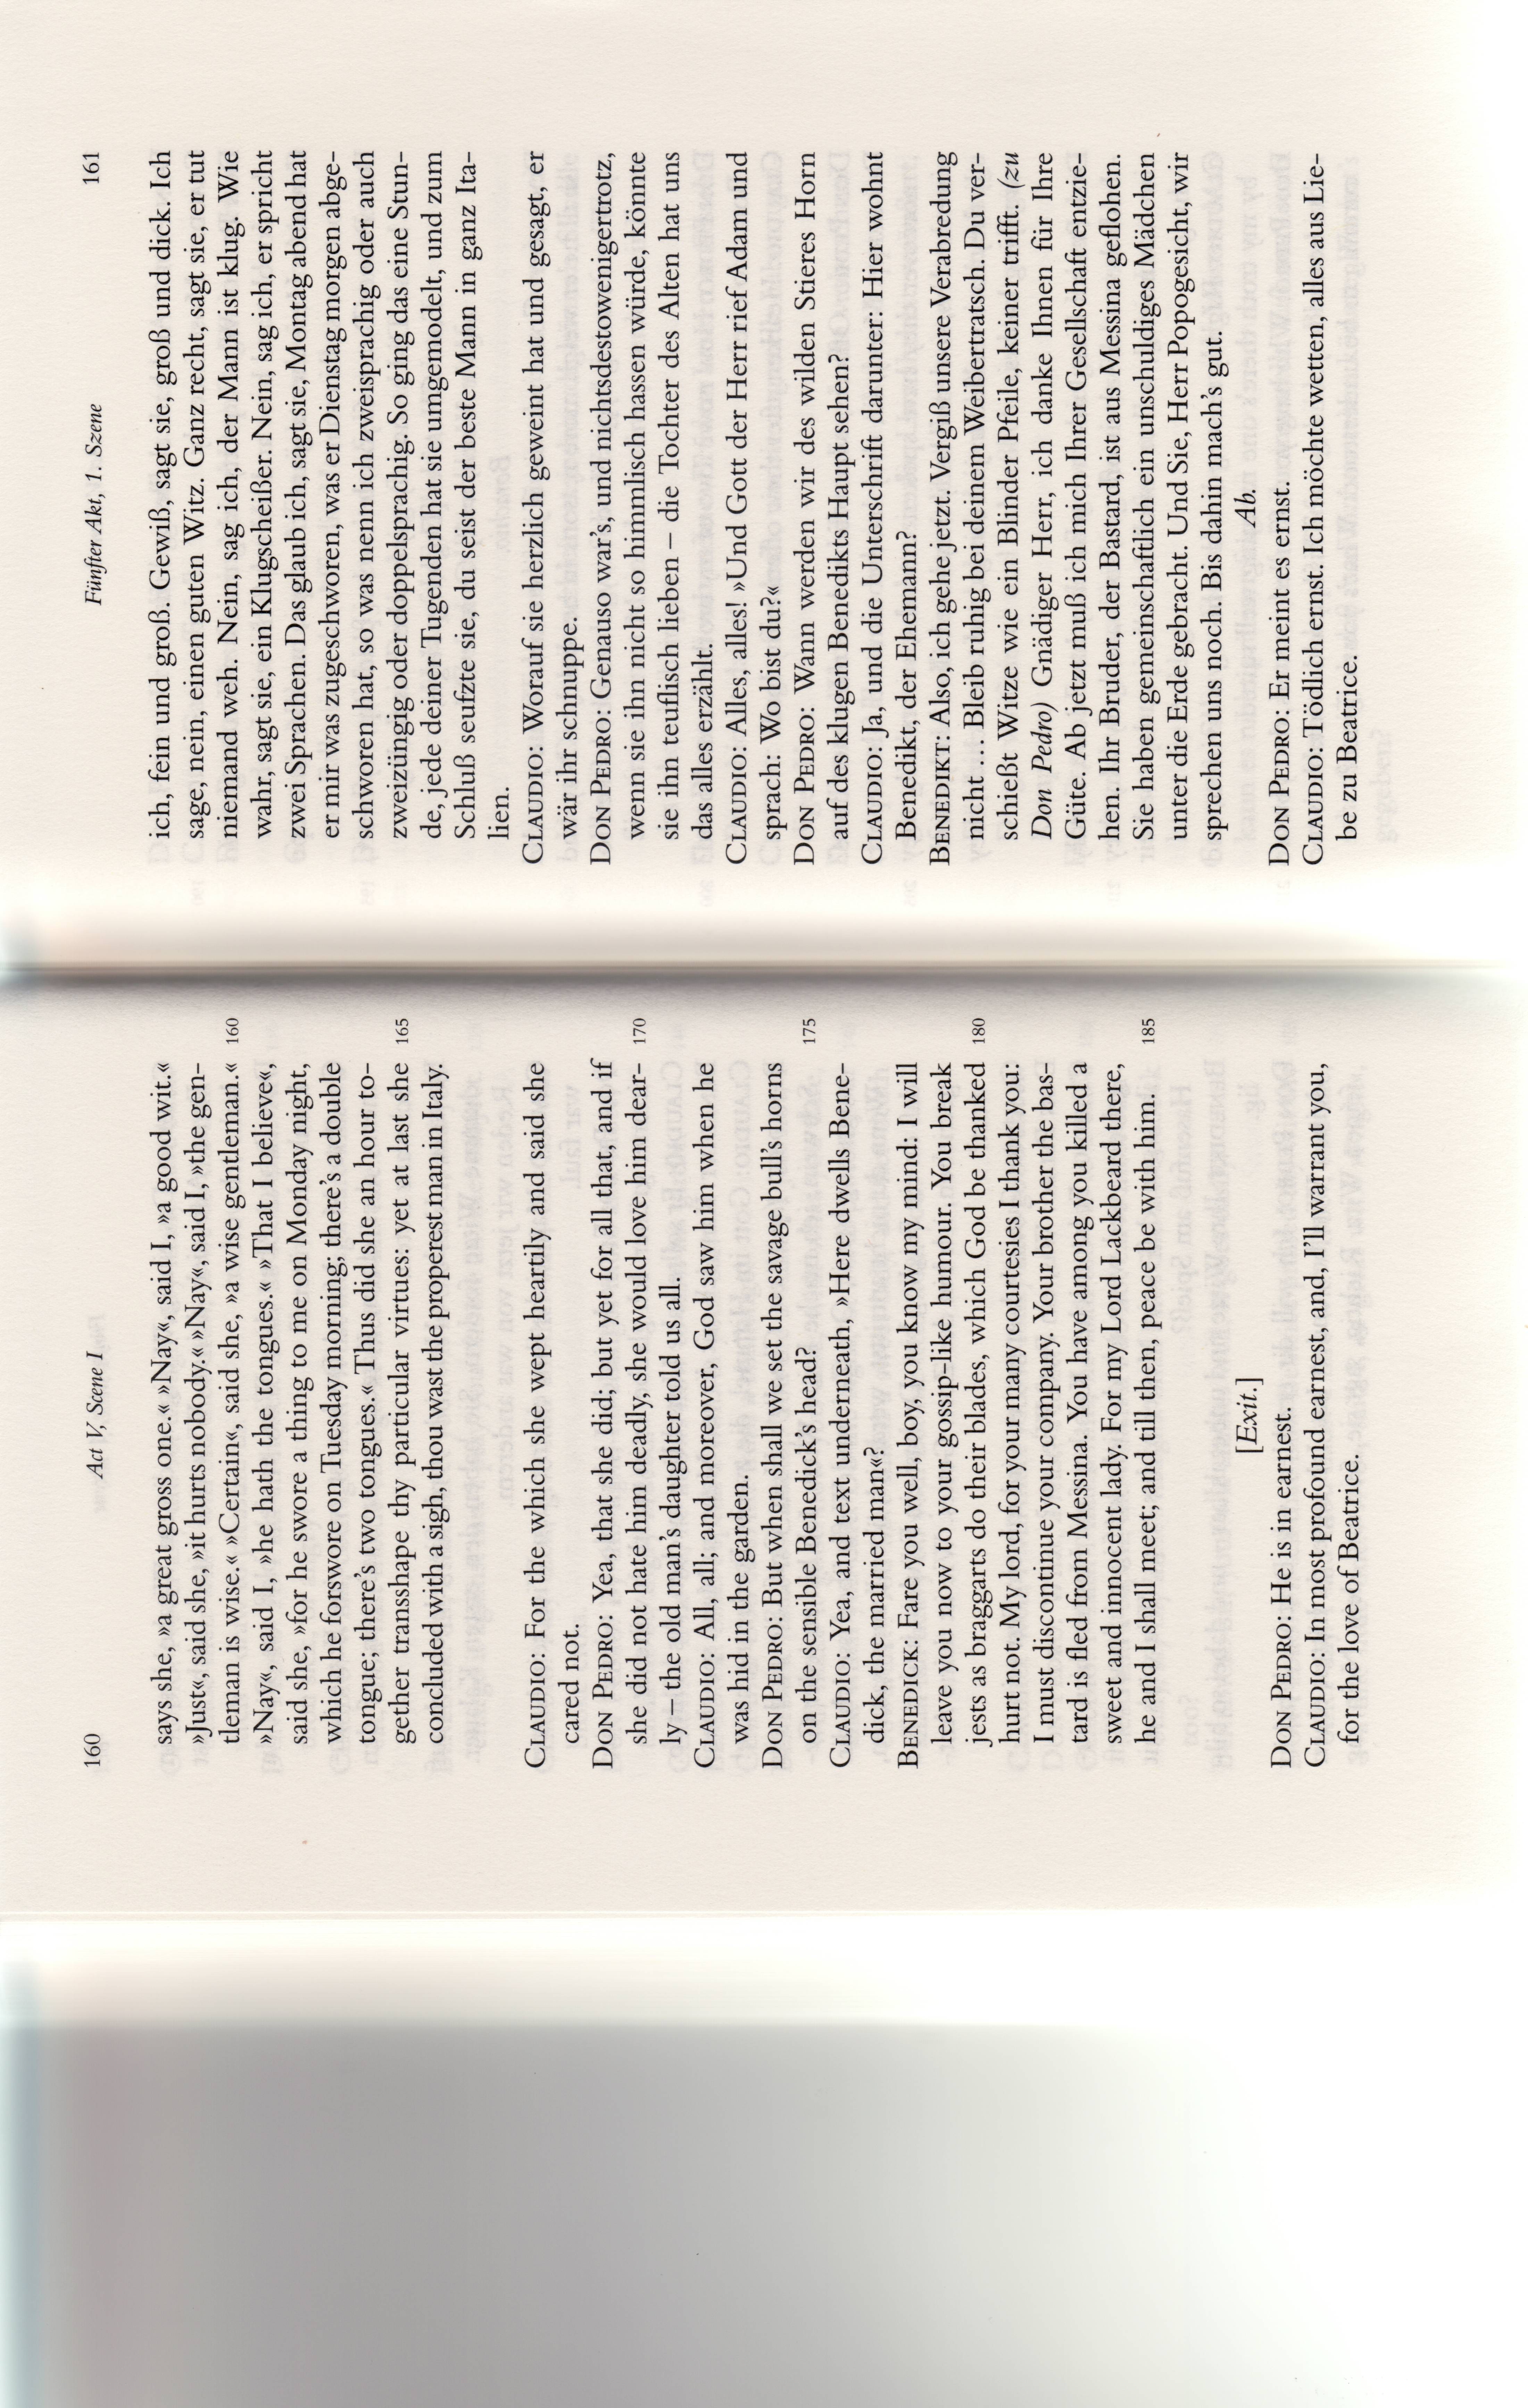 160
Act V, Scene I
says she, »a great gross one.« »Nay«, said I, »a good wit.«
»Just«, said she, »it hurts nobody.« »Nay«, said I, »the gen-
tleman is wise.« »Certain«, said she, »a wise gentleman.«
160
»Nay«, said I, »he hath the tongues.« »That I believe«,
said she, »for he swore a thing to me on Monday night,
which he forswore on Tuesday morning; there's a double
tongue; there's two tongues.« Thus did she an hour to-
gether transshape thy particular virtues: yet at last she
165
concluded with a sigh, thou wast the properest man in Italy.
CLAUDIO: For the which she wept heartily and said she
cared not.
DON PEDRO: Yea, that she did; but yet for all that, and if
she did not hate him deadly, she would love him dear-
170
ly – the old man's daughter told us all.
CLAUDIO: All, all; and moreover, God saw him when he
was hid in the garden.
DON PEDRO: But when shall we set the savage bull's horns
on the sensible Benedick's head?
175
CLAUDIO: Yea, and text underneath, »Here dwells Bene-
dick, the married man«?
BENEDICK: Fare you well, boy, you know my mind: I will
leave you now to your gossip-like humour. You break
jests as braggarts do their blades, which God be thanked
180
hurt not. My lord, for your many courtesies I thank you:
I must discontinue your company. Your brother the bas-
tard is fled from Messina. You have among you killed a
sweet and innocent lady. For my Lord Lackbeard there,
he and I shall meet; and till then, peace be with him.
185
[Exit.]
DON PEDRO: He is in earnest.
CLAUDIO: In most profound earnest, and, I'll warrant you,
for the love of Beatrice.
Fünfter Akt, 1. Szene
161
ich, fein und groß. Gewiß, sagt sie, groß und dick. Ich
sage, nein, einen guten Witz. Ganz recht, sagt sie, er tut
niemand weh. Nein, sag ich, der Mann ist klug. Wie
wahr, sagt sie, ein Klugscheißer. Nein, sag ich, er spricht
zwei Sprachen. Das glaub ich, sagt sie, Montag abend hat
er mir was zugeschworen, was er Dienstag morgen abge-
schworen hat, so was nenn ich zweisprachig oder auch
zweizüngig oder doppelsprachig. So ging das eine Stun-
de, jede deiner Tugenden hat sie umgemodelt, und zum
Schluß seufzte sie, du seist der beste Mann in ganz Ita-
lien.
CLAUDIO: Worauf sie herzlich geweint hat und gesagt, er
wär ihr schnuppe.
DON PEDRO: Genauso war's, und nichtsdestowenigertrotz,
wenn sie ihn nicht so himmlisch hassen würde, könnte
sie ihn teuflisch lieben – die Tochter des Alten hat uns
das alles erzählt.
CLAUDIO: Alles, alles! »Und Gott der Herr rief Adam und
sprach: Wo bist du?«
DON PEDRO: Wann werden wir des wilden Stieres Horn
auf des klugen Benedikts Haupt sehen?
CLAUDIO: Ja, und die Unterschrift darunter: Hier wohnt
Benedikt, der Ehemann?
BENEDIKT: Also, ich gehe jetzt. Vergiß unsere Verabredung
nicht ... Bleib ruhig bei deinem Weibertratsch. Du ver-
schießt Witze wie ein Blinder Pfeile, keiner trifft. (zu
Don Pedro) Gnädiger Herr, ich danke Ihnen für Ihre
Güte. Ab jetzt muß ich mich Ihrer Gesellschaft entzie-
hen. Ihr Bruder, der Bastard, ist aus Messina geflohen.
Sie haben gemeinschaftlich ein unschuldiges Mädchen
unter die Erde gebracht. Und Sie, Herr Popogesicht, wir
sprechen uns noch. Bis dahin mach's gut.
Ab.
DON PEDRO: Er meint es ernst.
CLAUDIO: Tödlich ernst. Ich möchte wetten, alles aus Lie-
be zu Beatrice.